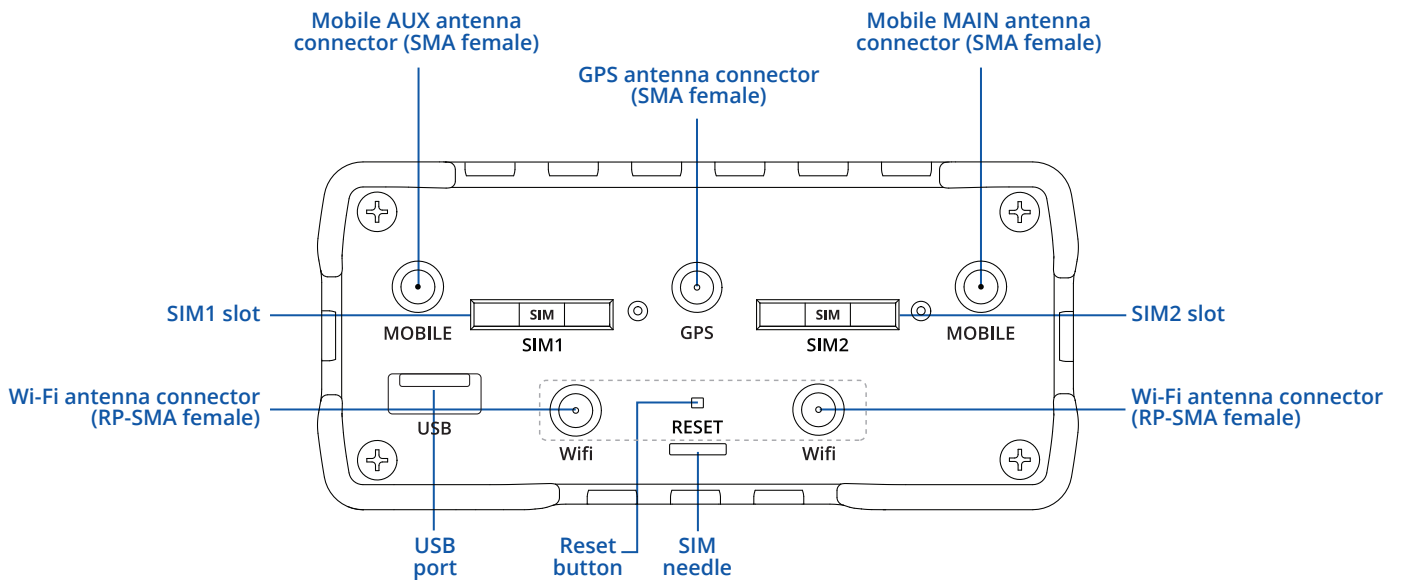 Mobile AUX antenna
connector (SMA female)
Mobile MAIN antenna
connector (SMA female)
GPS antenna connector
(SMA female)
SIM1 slot
SIM
SIM
SIM2 slot
MOBILE
SIM1
GPS
SIM2
MOBILE
Wi-Fi antenna connector
(RP-SMA female)
Wi-Fi antenna connector
(RP-SMA female)
USB
RESET
Wifi
Wifi
USB
port
Reset
button
SIM
needle